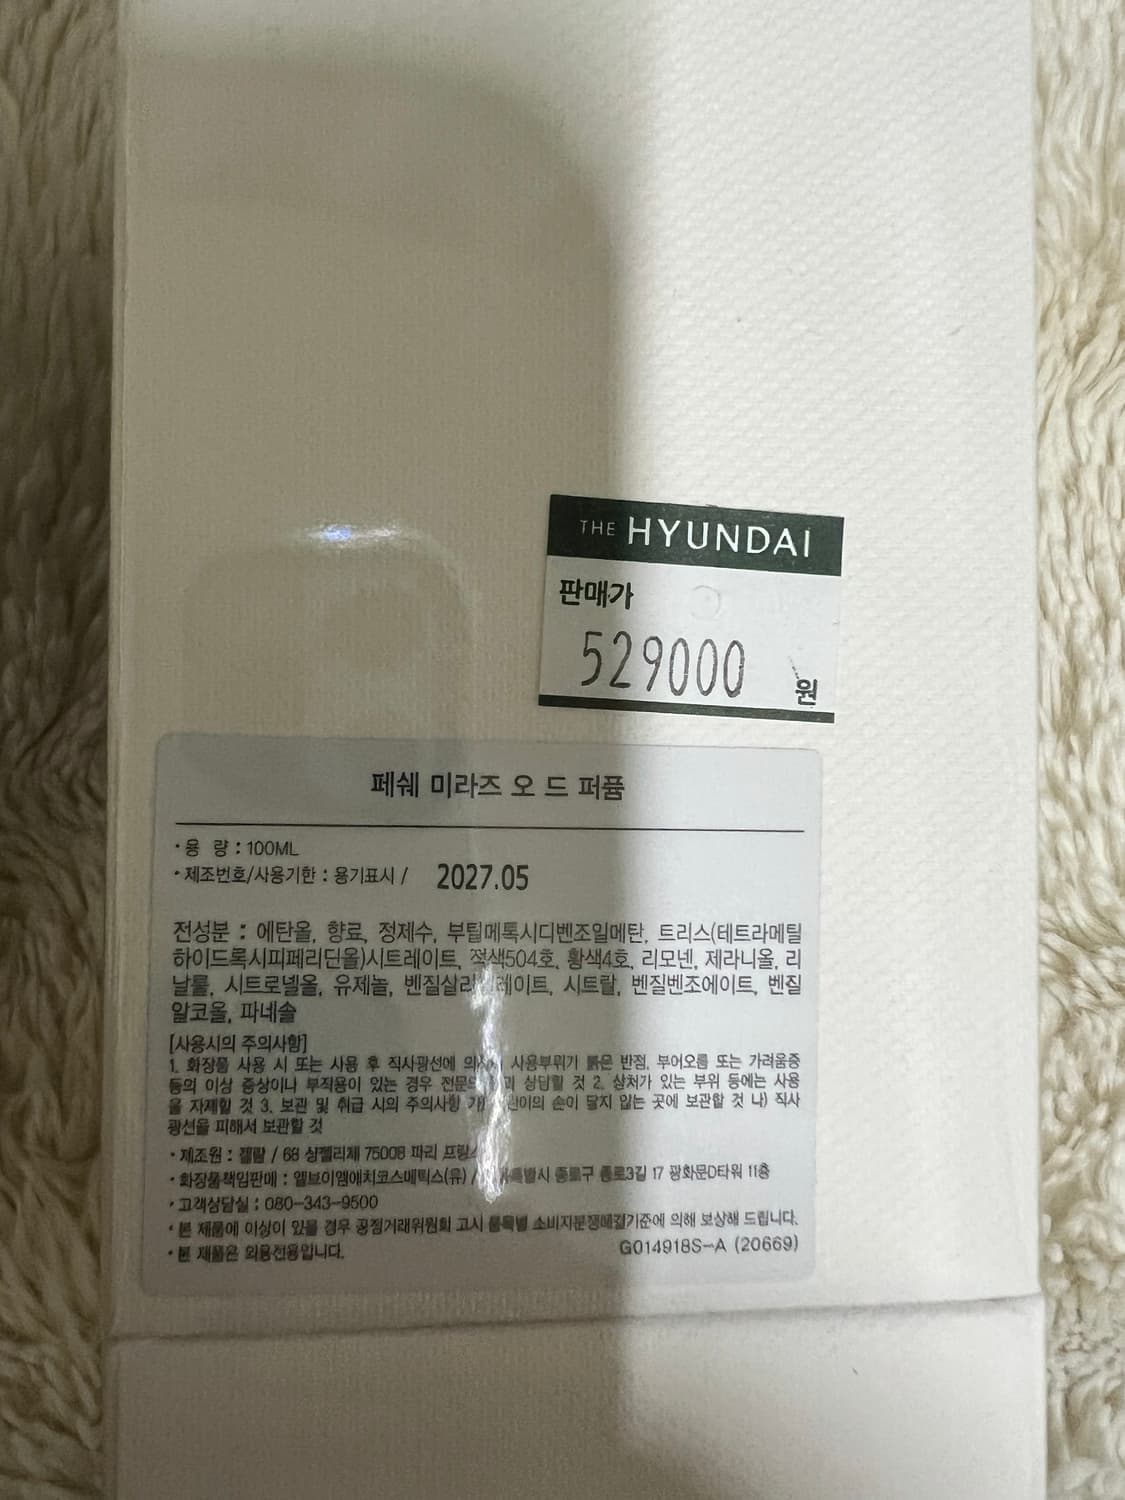 THE HYUNDAI
판매가
529000 원
페쉐 미라즈 오 드 퍼퓸
•용 량 : 100ML
•제조번호/사용기한 : 용기표시 / 2027.05
전성분 : 에탄올, 향료, 정제수, 부틸메톡시디벤조일메탄, 트리스(테트라메틸
하이드록시피페리딘올)시트레이트, 적색504호, 황색4호, 리모넨, 제라니올, 리
날룰, 시트로넬올, 유제놀, 벤질살리 레이트, 시트랄, 벤질벤조에이트, 벤질
알코올, 파네솔
[사용시의 주의사항]
1. 화장품 사용 시 또는 사용 후 직사광선에 사용부위가 붉은 반점, 부어오름 또는 가려움증
등의 이상 증상이나 부작용이 있는 경우 상담할 것 2. 상처가 있는 부위 등에는 사용
을 자제할 것 3. 보관 및 취급 시의 주의사항 손이 닿지 않는 곳에 보관할 것 나) 직사
광선을 피해서 보관할 것
•제조원 : 겔랑 / 68 샹젤리제 75008 파리
•화장품책임판매 : 엘브이엠에치코스메틱스(유) / 종로구 종로3길 17 광화문D타워 11층
•고객상담실 : 080-343-9500
•본 제품에 이상이 있을 경우 공정거래위원회 고시 품목별 소비자분쟁해결기준에 의해 보상해 드립니다.
•본 제품은 외용전용입니다. G014918S-A (20669)